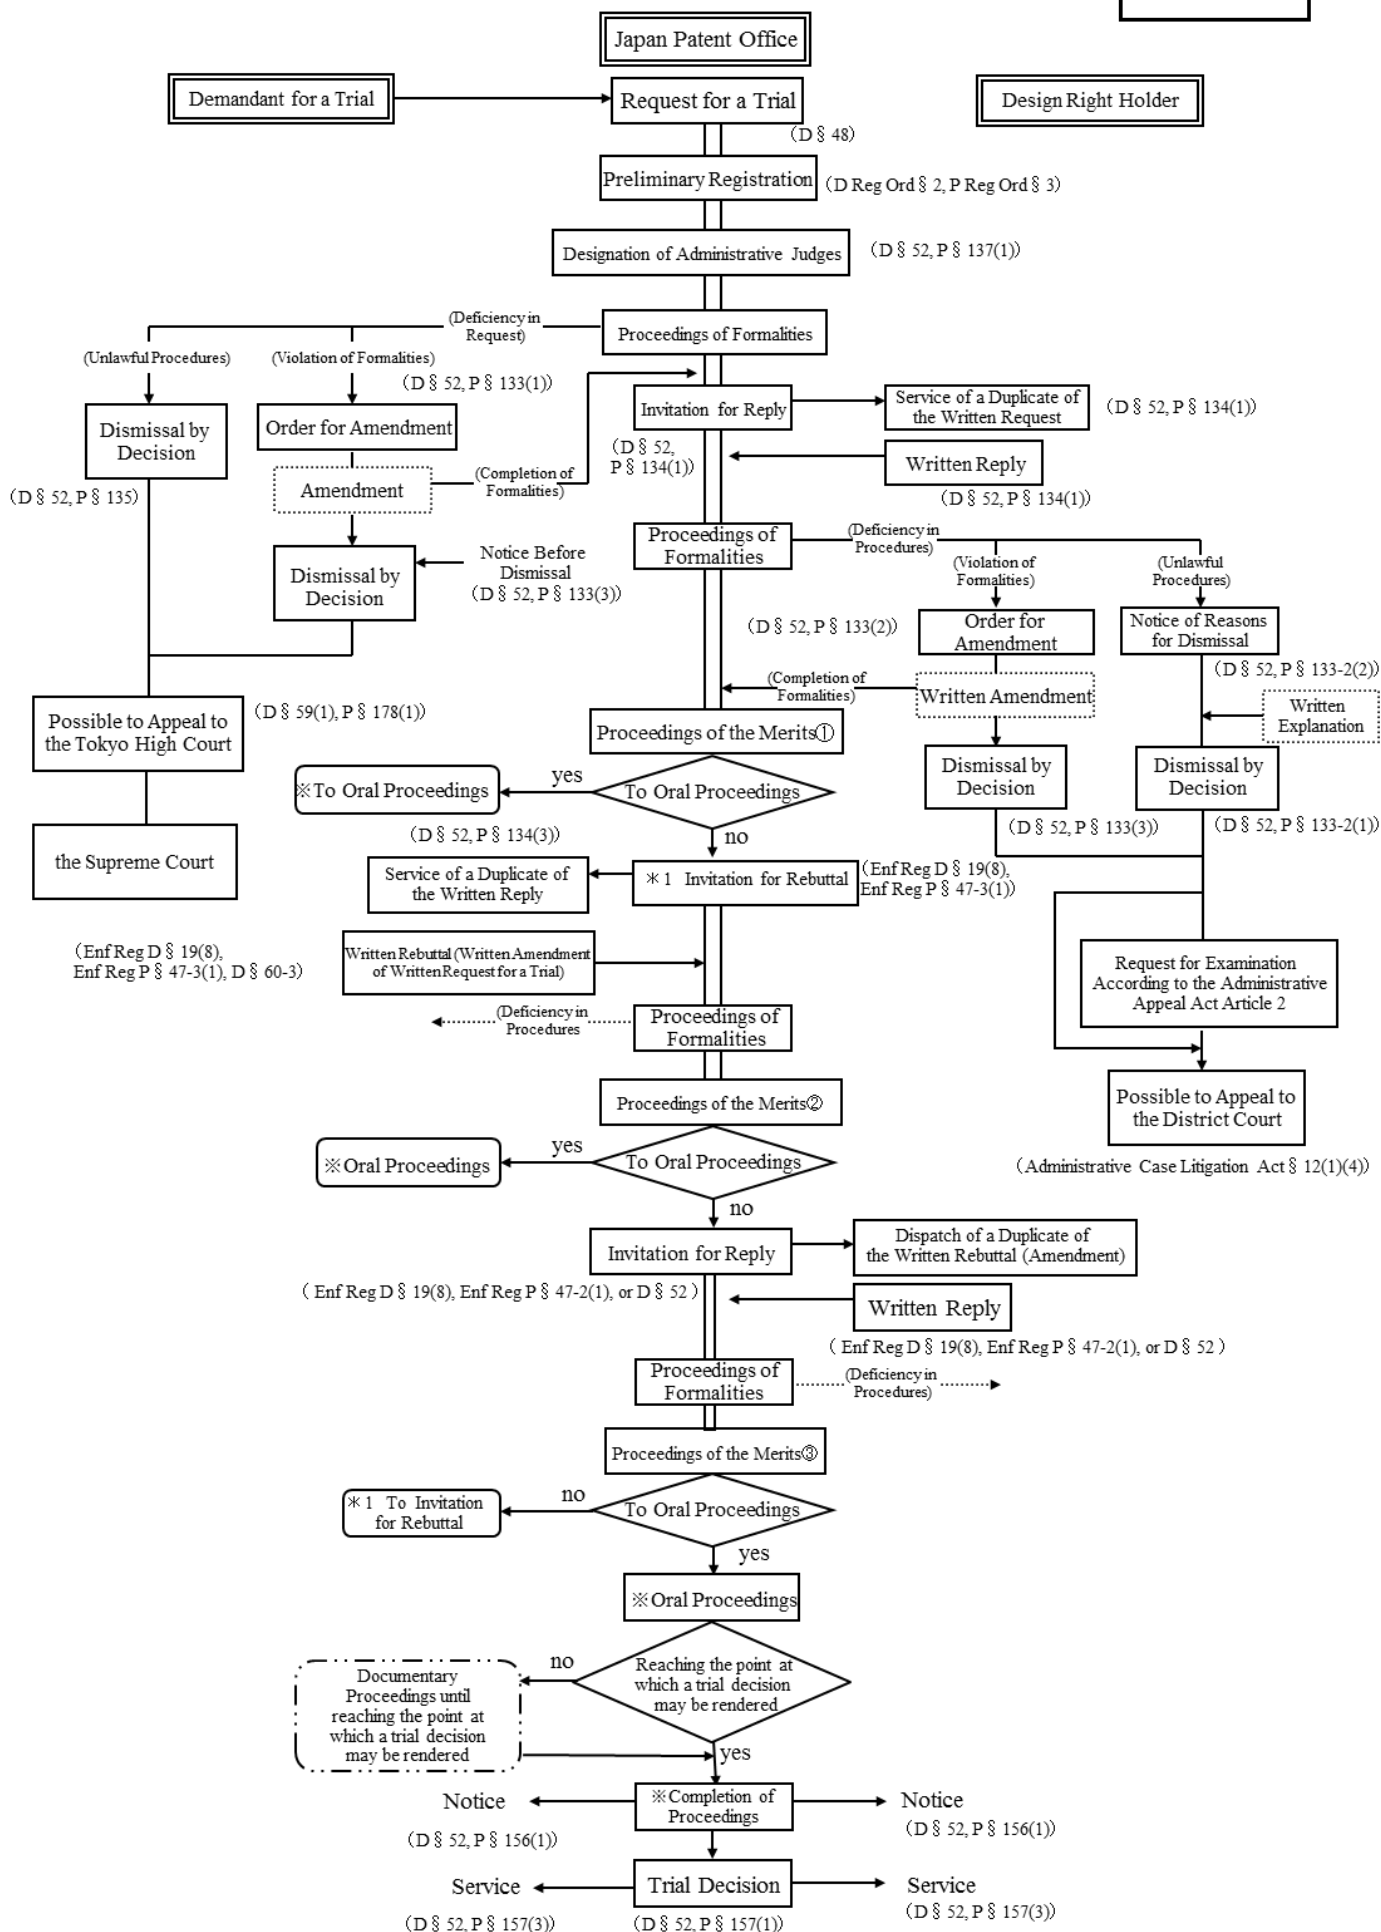 Japan Patent Office
Demandant for a Trial
Request for a Trial
Design Right Holder
(D§48)
Preliminary Registration
(D Reg Ord§2, P Reg Ord§3)
Designation of Administrative Judges
(D§52, P§137(1))
(Deficiency in
Request)
Proceedings of Formalities
(Unlawful Procedures)
(Violation of Formalities)
(D§52, P§133(1))
Dismissal by
Decision
Order for Amendment
Invitation for Reply
Service of a Duplicate of
the Written Request
(D§52, P§134(1))
(D§52,
P§134(1))
Written Reply
(D§52, P§134(1))
(D§52, P§135)
Amendment
(Completion of
Formalities)
Proceedings of
Formalities
(Deficiency in
Procedures)
(Violation of
Formalities)
(Unlawful
Procedures)
Dismissal by
Decision
Notice Before
Dismissal
(D§52, P§133(3))
(D§52, P§133(2))
Order for
Amendment
Notice of Reasons
for Dismissal
(D§52, P§133-2(2))
(Completion of
Formalities)
Written Amendment
Written
Explanation
Possible to Appeal to
the Tokyo High Court
(D§59(1), P§178(1))
Proceedings of the Merits①
Dismissal by
Decision
Dismissal by
Decision
※To Oral Proceedings
yes
To Oral Proceedings
(D§52, P§133(3))
(D§52, P§133-2(1))
(D§52, P§134(3))
no
the Supreme Court
Service of a Duplicate of
the Written Reply
＊1 Invitation for Rebuttal
(Enf Reg D§19(8),
Enf Reg P§47-3(1))
(Enf Reg D§19(8),
Enf Reg P§47-3(1), D§60-3)
Written Rebuttal (Written Amendment
of Written Request for a Trial)
Request for Examination
According to the Administrative
Appeal Act Article 2
(Deficiency in
Procedures
Proceedings of
Formalities
Proceedings of the Merits②
Possible to Appeal to
the District Court
(Administrative Case Litigation Act§12(1)(4))
※Oral Proceedings
yes
To Oral Proceedings
no
Invitation for Reply
Dispatch of a Duplicate of
the Written Rebuttal (Amendment)
(Enf Reg D§19(8), Enf Reg P§47-2(1), or D§52)
Written Reply
(Enf Reg D§19(8), Enf Reg P§47-2(1), or D§52)
Proceedings of
Formalities
(Deficiency in
Procedures)
Proceedings of the Merits③
＊1 To Invitation
for Rebuttal
no
To Oral Proceedings
yes
※Oral Proceedings
no
Reaching the point at
which a trial decision
may be rendered
Documentary
Proceedings until
reaching the point at
which a trial decision
may be rendered
yes
Notice
※Completion of
Proceedings
Notice
(D§52, P§156(1))
(D§52, P§156(1))
Service
Trial Decision
Service
(D§52, P§157(3))
(D§52, P§157(1))
(D§52, P§157(3))